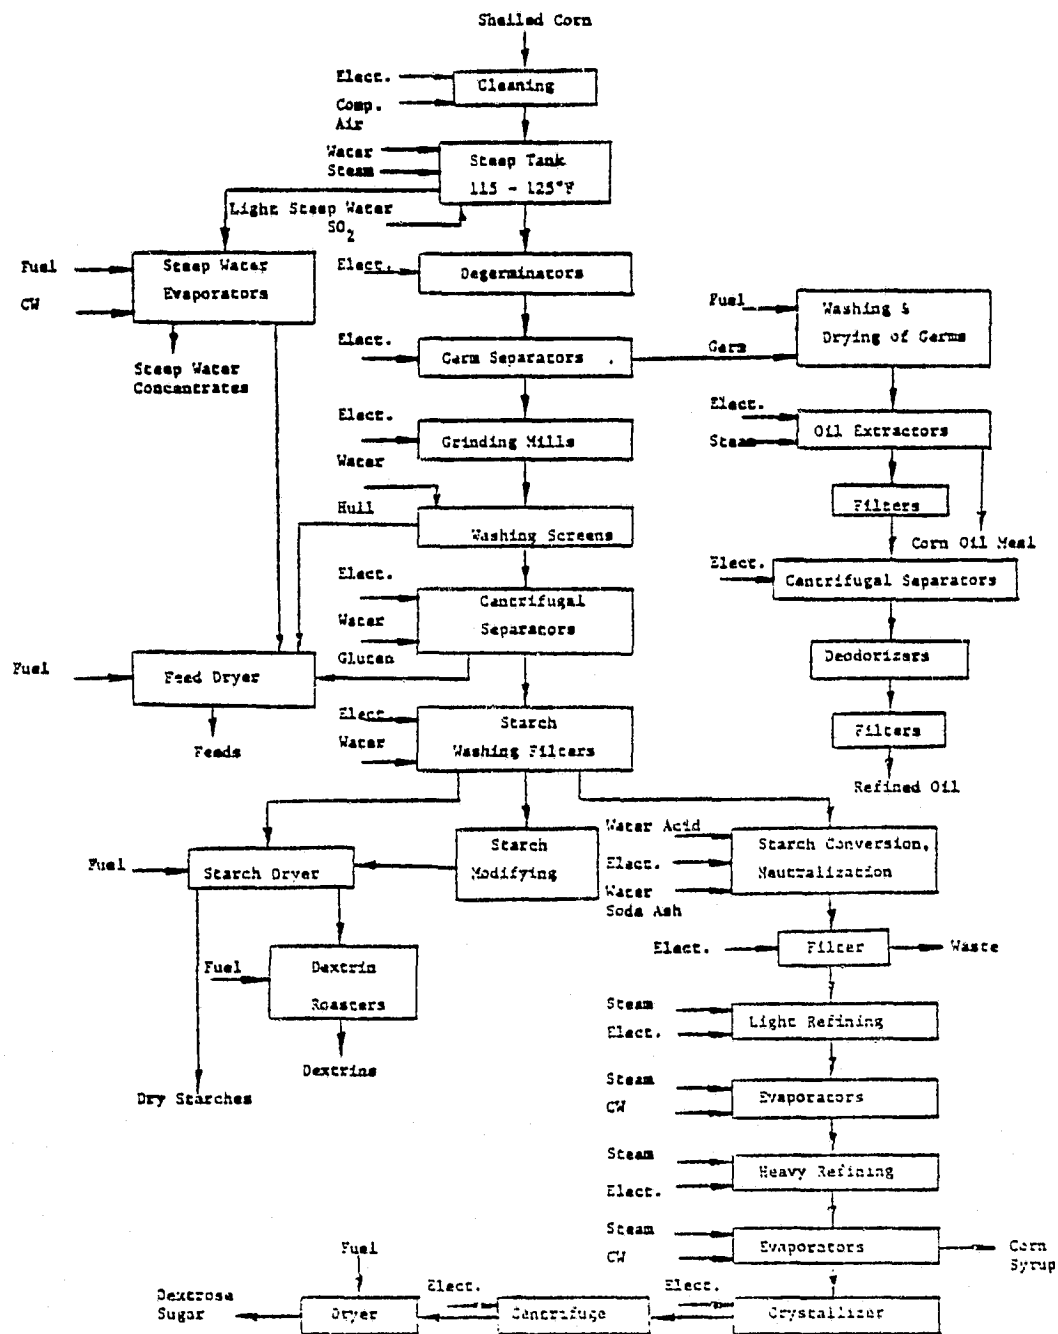 Shelled Corn
Elect.
Cleaning
Comp.
Air
Water
Steam
Steep Tank
115 - 125°F
Light Steep Water
SO2
Fuel
CW
Steep Water
Evaporators
Elect.
Degerminators
Fuel
Washing &
Drying of Germs
Elect.
Germ Separators
Germ
Steep Water
Concentrates
Elect.
Grinding Mills
Elect.
Steam
Oil Extractors
Water
Filters
Hull
Washing Screens
Corn Oil Meal
Elect.
Centrifugal Separators
Elect.
Water
Centrifugal
Separators
Gluten
Deodorizers
Fuel
Feed Dryer
Feeds
Elect.
Water
Starch
Washing Filters
Filters
Refined Oil
Water Acid
Elect.
Water
Soda Ash
Starch Conversion,
Neutralization
Starch
Modifying
Fuel
Starch Dryer
Elect.
Filter
Waste
Fuel
Dextrin
Roasters
Steam
Elect.
Light Refining
Dextrins
Dry Starches
Steam
CW
Evaporators
Steam
Elect.
Heavy Refining
Steam
CW
Evaporators
Corn
Syrup
Fuel
Elect.
Elect.
Dextrose
Sugar
Dryer
Centrifuge
Crystallizer